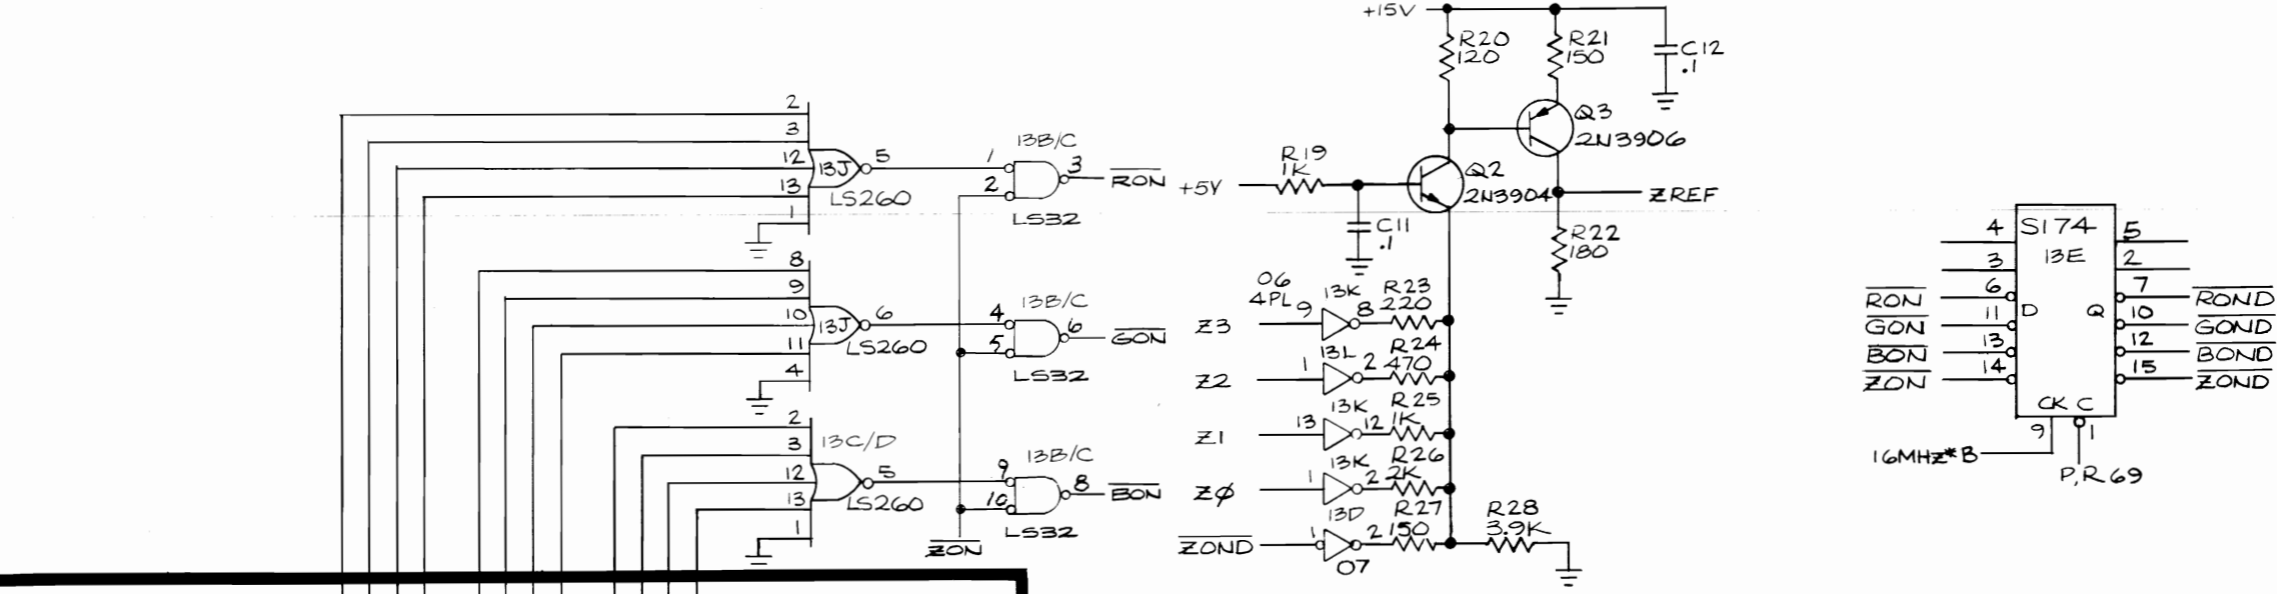 +15V
R20
120
R21
150
C12
.1
Q3
2N3906
R19
1K
+5V
Q2
2N3904
ZREF
C11
.1
R22
180
2
3
12
13
1
13J
5
LS260
13B/C
1
2
3
RON
LS32
8
9
10
11
4
13J
6
LS260
13B/C
4
5
6
GON
LS32
2
3
12
13
1
13C/D
5
LS260
13B/C
9
10
8
BON
LS32
ZON
06
4PL
Z3
9
13K
8
R23
220
Z2
1
13L
2
R24
470
Z1
13
13K
12
R25
1K
ZØ
1
13K
2
R26
2K
ZOND
1
13D
2
07
R27
150
R28
3.9K
S174
13E
4
3
RON
6
GON
11
BON
13
ZON
14
D
Q
5
2
7
ROND
10
GOND
12
BOND
15
ZOND
CK C
9
1
16MHZ*B
P,R69